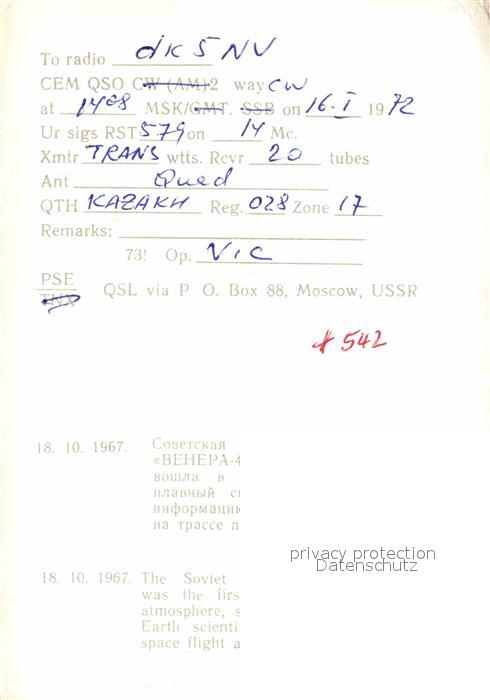 To radio dK5NV
CEM QSO CW (AM) 2 way CW
at 1408 MSK/GMT. SSB on 16.I 1972
Ur sigs RST 579 on 14 Mc.
Xmtr TRANS wtts. Rcvr 20 tubes
Ant Qued
QTH KAZAKH Reg. 028 Zone 17
Remarks:
73! Op. Vic
PSE
TNX QSL via P O. Box 88, Moscow, USSR
# 542
18. 10. 1967. Советская
«ВЕНЕРА-4
вошла в
плавный
информацию
на трассе п
privacy protection
Datenschutz
18. 10. 1967. The Soviet
was the firs
atmosphere, s
Earth scienti
space flight a